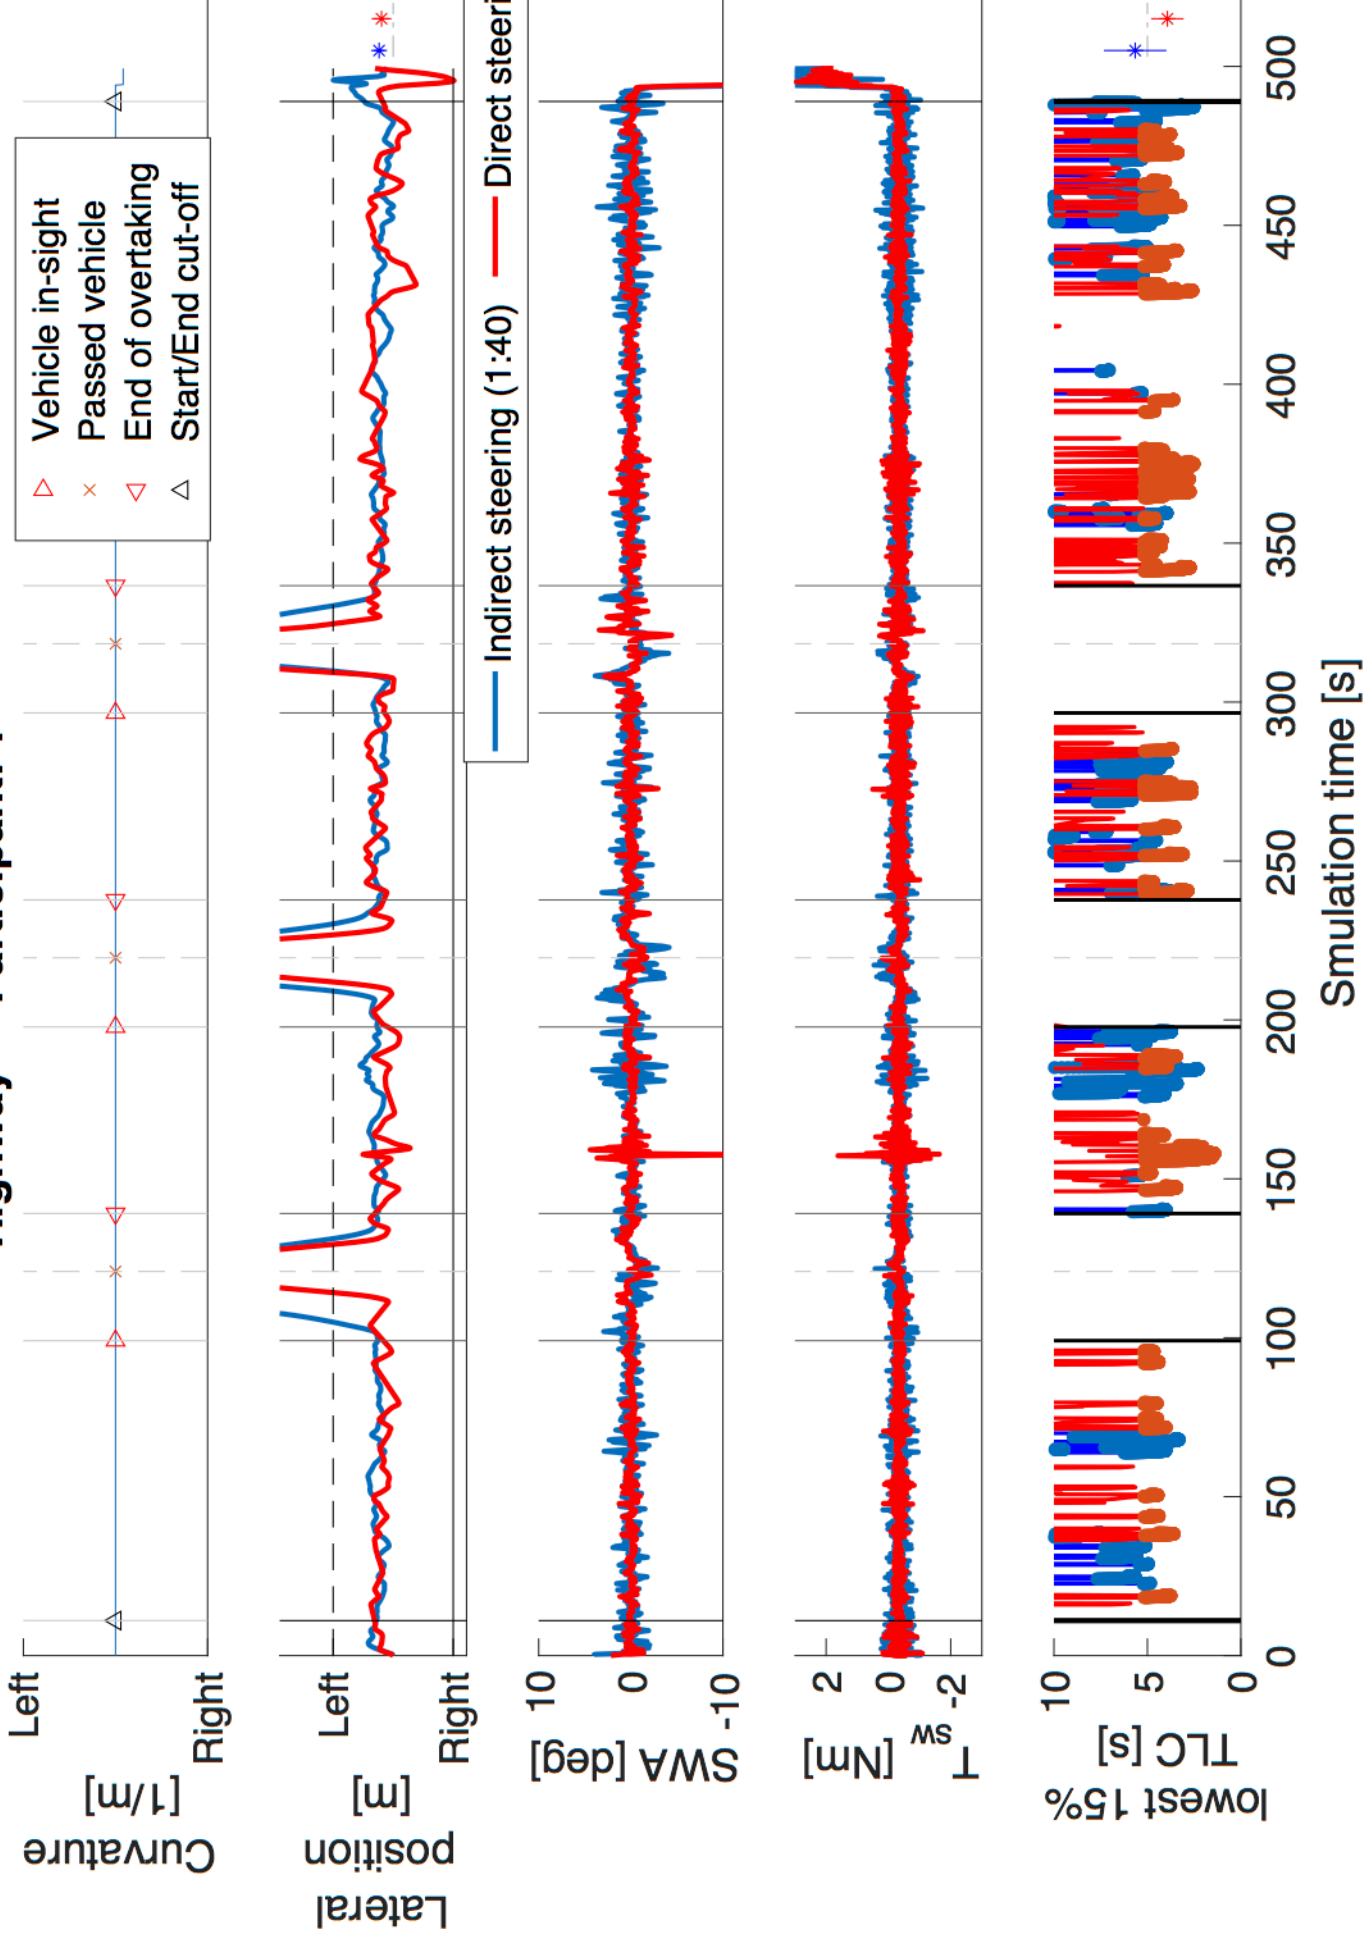 Vehicle in-sight
Passed vehicle
End of overtaking
Start/End cut-off
Left
Right
Curvature
[1/m]
Left
Right
Lateral
position
[m]
Indirect steering (1:40)
10
0
-10
SWA [deg]
2
0
-2
T_sw [Nm]
10
5
0
lowest 15%
TLC [s]
0
50
100
150
200
250
300
350
400
450
500
Smulation time [s]